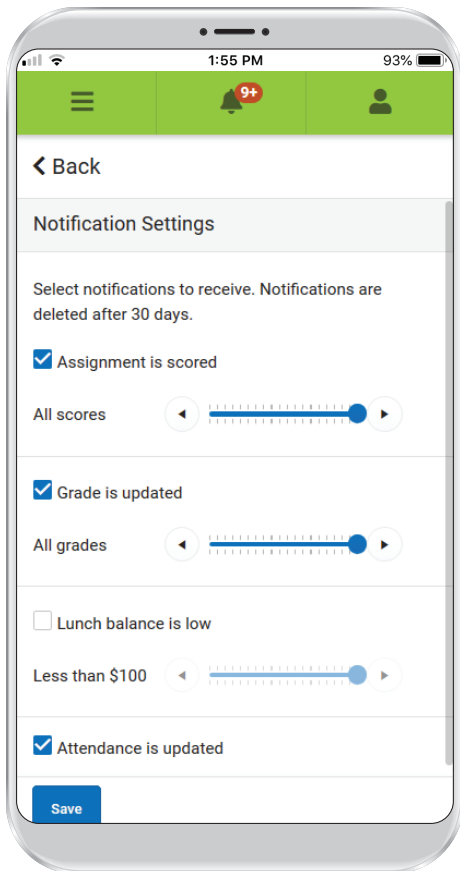 1:55 PM 93%
9+
Back
Notification Settings
Select notifications to receive. Notifications are
deleted after 30 days.
Assignment is scored
All scores
Grade is updated
All grades
Lunch balance is low
Less than $100
Attendance is updated
Save